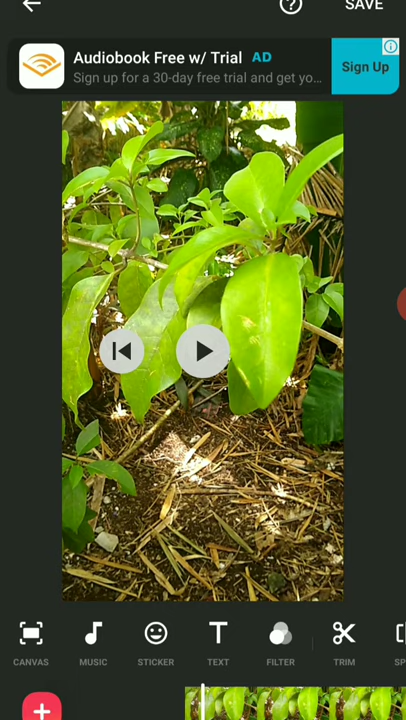 SAVE
Audiobook Free w/ Trial AD
Sign up for a 30-day free trial and get yo...
Sign Up
CANVAS MUSIC STICKER TEXT FILTER TRIM SP